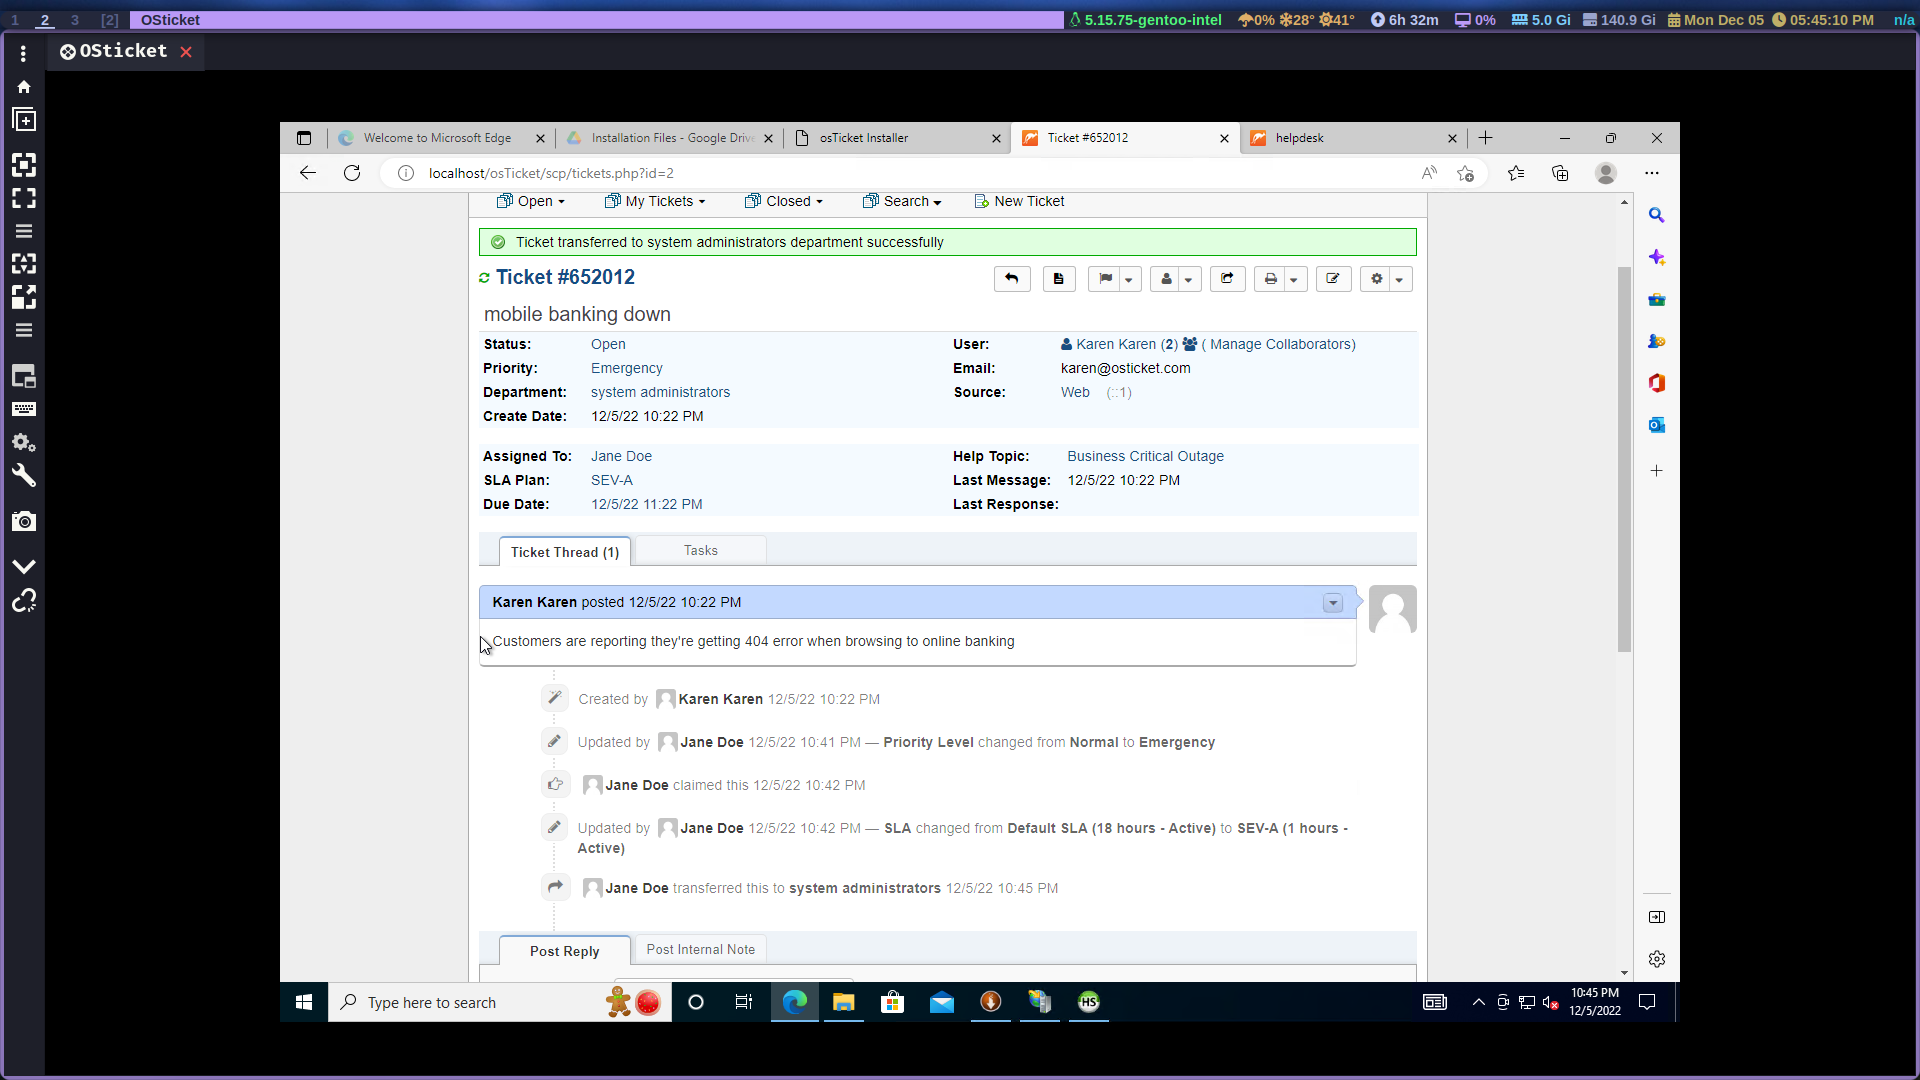 1 2 3 [2] OSticket 5.15.75-gentoo-intel 0% 28° 41° 6h 32m 0% 5.0 Gi 140.9 Gi Mon Dec 05 05:45:10 PM n/a
OSticket
Welcome to Microsoft Edge Installation Files - Google Drive osTicket Installer Ticket #652012 helpdesk
localhost/osTicket/scp/tickets.php?id=2
Open My Tickets Closed Search New Ticket
Ticket transferred to system administrators department successfully
Ticket #652012
mobile banking down
Status: Open User: Karen Karen (2) ( Manage Collaborators)
Priority: Emergency Email: karen@osticket.com
Department: system administrators Source: Web (::1)
Create Date: 12/5/22 10:22 PM
Assigned To: Jane Doe Help Topic: Business Critical Outage
SLA Plan: SEV-A Last Message: 12/5/22 10:22 PM
Due Date: 12/5/22 11:22 PM Last Response:
Ticket Thread (1) Tasks
Karen Karen posted 12/5/22 10:22 PM
Customers are reporting they're getting 404 error when browsing to online banking
Created by Karen Karen 12/5/22 10:22 PM
Updated by Jane Doe 12/5/22 10:41 PM — Priority Level changed from Normal to Emergency
Jane Doe claimed this 12/5/22 10:42 PM
Updated by Jane Doe 12/5/22 10:42 PM — SLA changed from Default SLA (18 hours - Active) to SEV-A (1 hours -
Active)
Jane Doe transferred this to system administrators 12/5/22 10:45 PM
Post Reply Post Internal Note
Type here to search HS 10:45 PM
12/5/2022